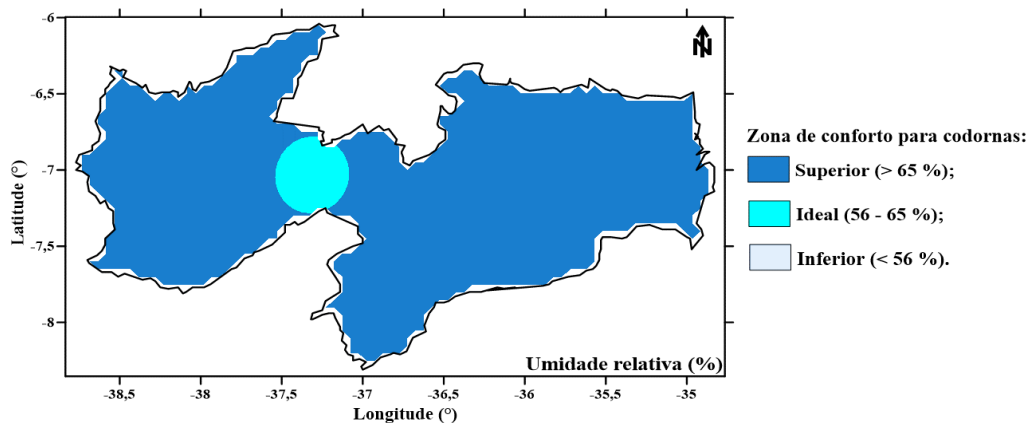 -6
-6,5
-7
-7,5
-8
Latitude (°)
N
Umidade relativa (%)
-38,5 -38 -37,5 -37 -36,5 -36 -35,5 -35
Longitude (°)
Zona de conforto para codornas:
Superior (> 65 %);
Ideal (56 - 65 %);
Inferior (< 56 %).